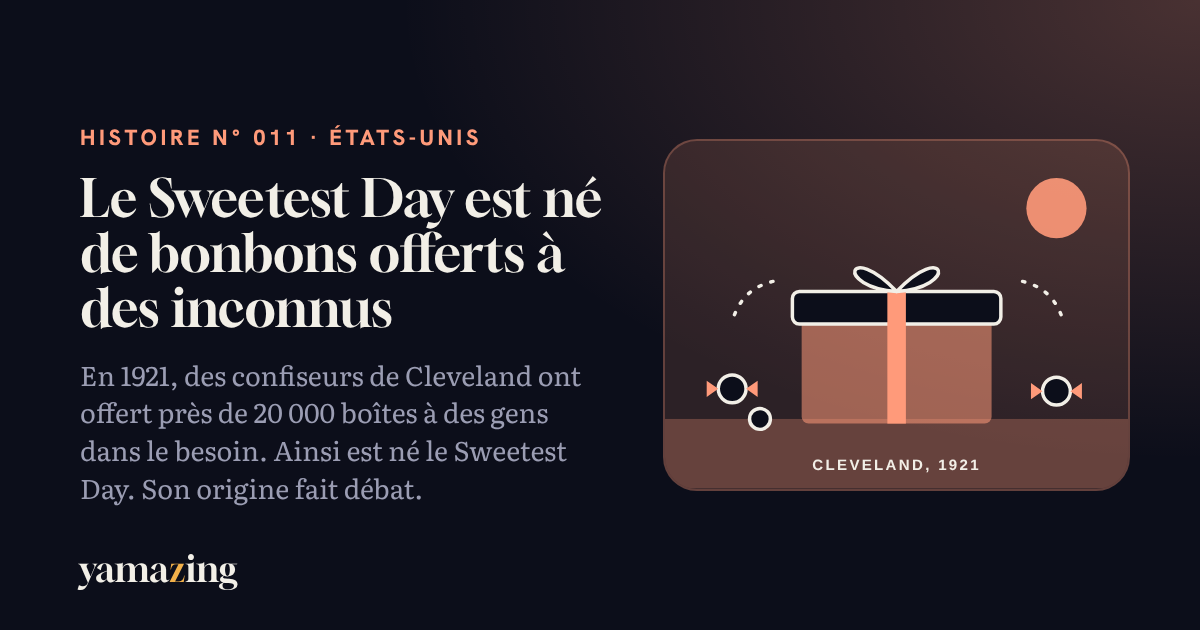 HISTOIRE N° 011 · ÉTATS-UNIS
Le Sweetest Day est né
de bonbons offerts à
des inconnus
En 1921, des confiseurs de Cleveland ont
offert près de 20 000 boîtes à des gens
dans le besoin. Ainsi est né le Sweetest
Day. Son origine fait débat.
CLEVELAND, 1921
yamazing